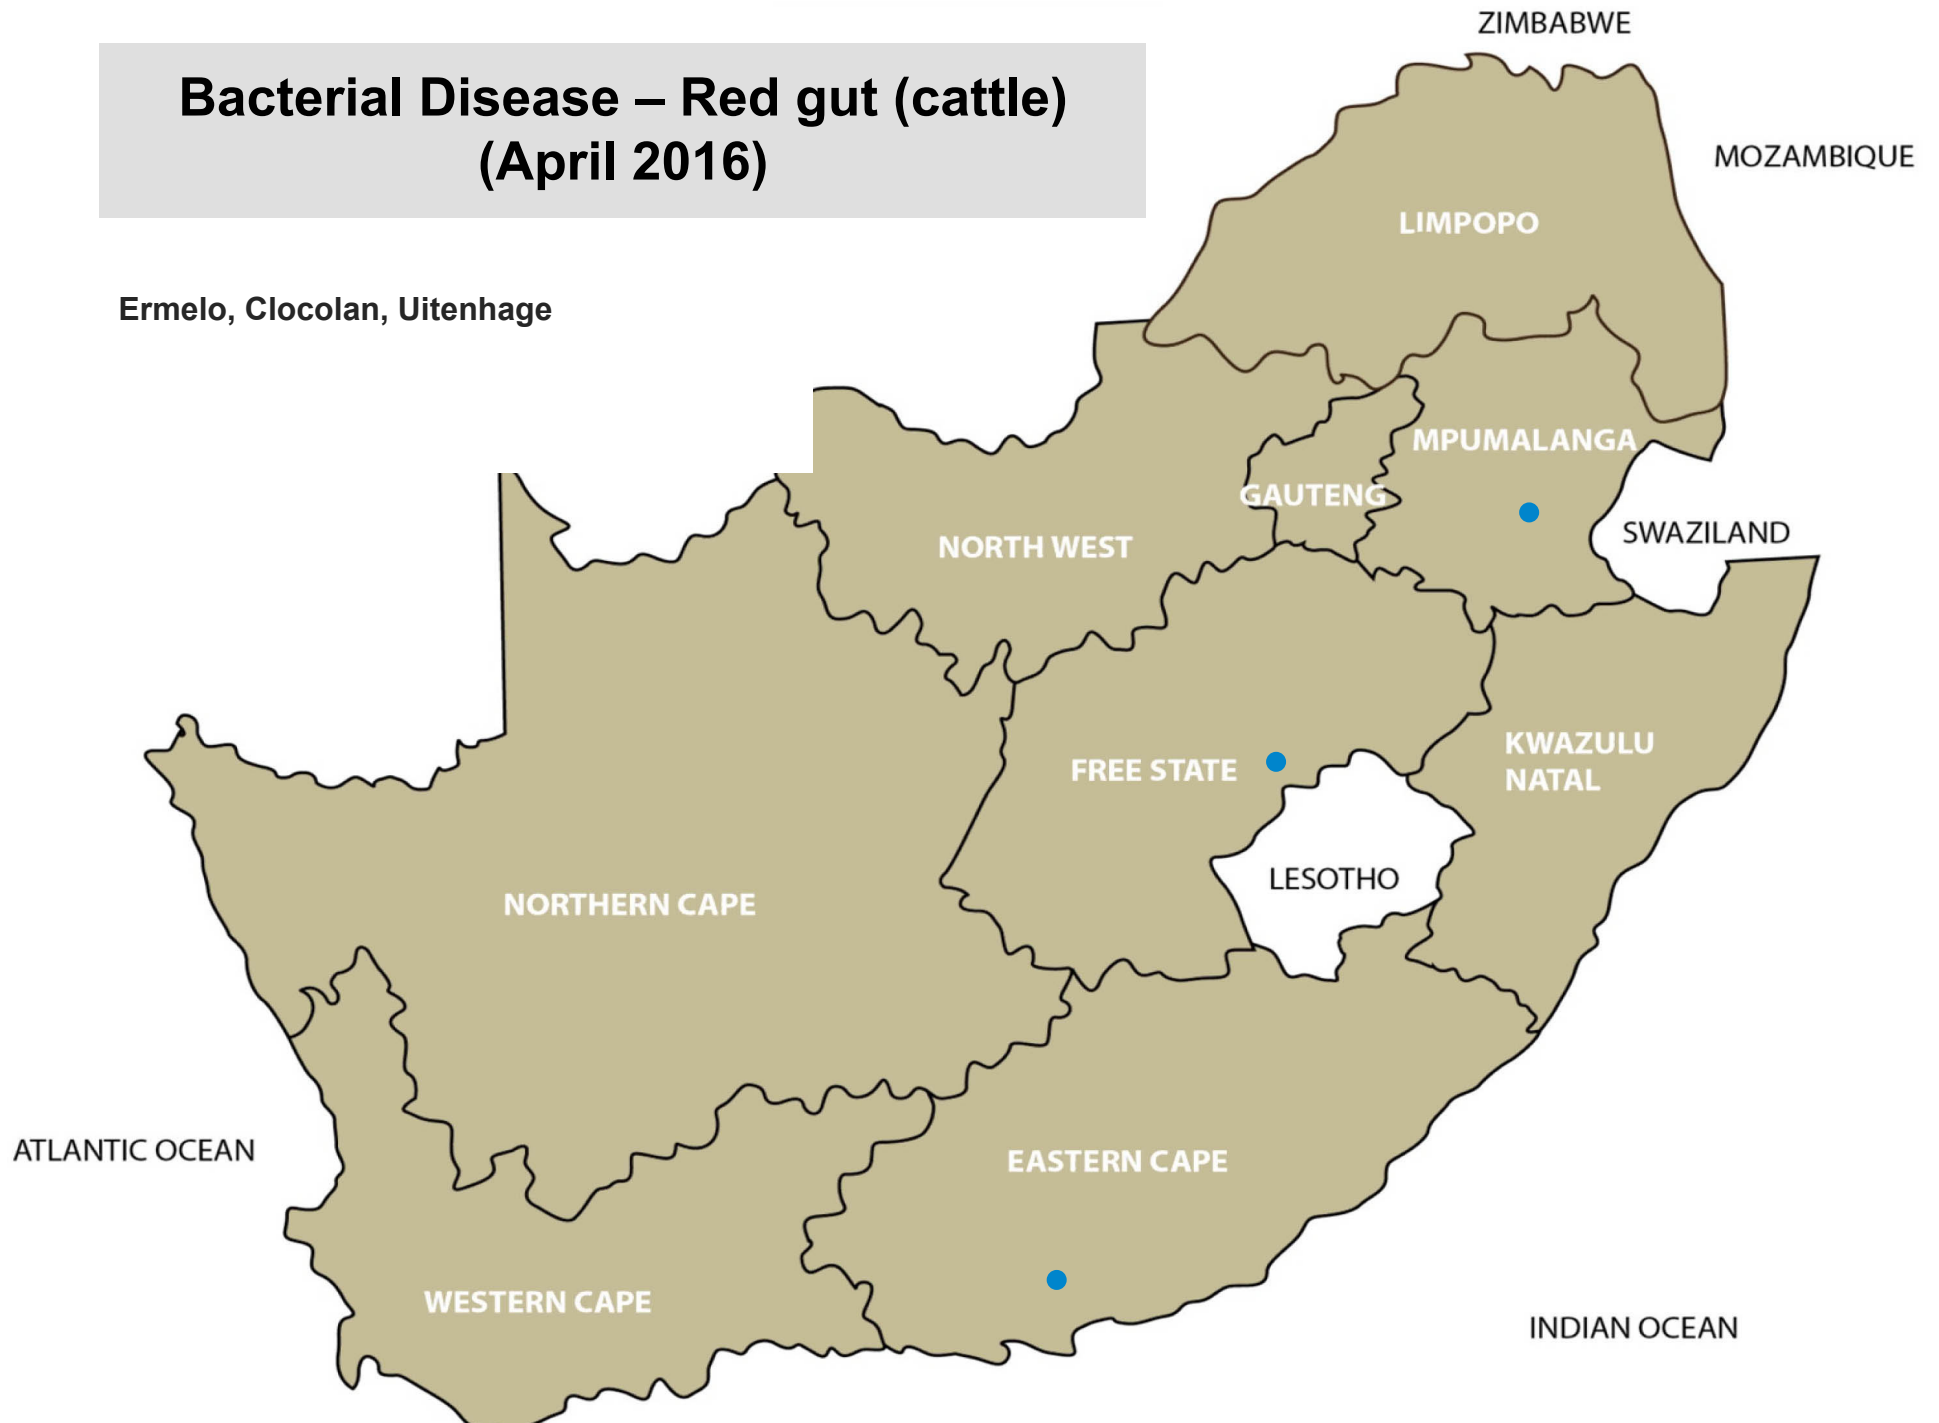 ZIMBABWE
Bacterial Disease – Red gut (cattle)
(April 2016)
MOZAMBIQUE
LIMPOPO
Ermelo, Clocolan, Uitenhage
MPUMALANGA
GAUTENG
SWAZILAND
NORTH WEST
KWAZULU
NATAL
FREE STATE
LESOTHO
NORTHERN CAPE
ATLANTIC OCEAN
EASTERN CAPE
WESTERN CAPE
INDIAN OCEAN